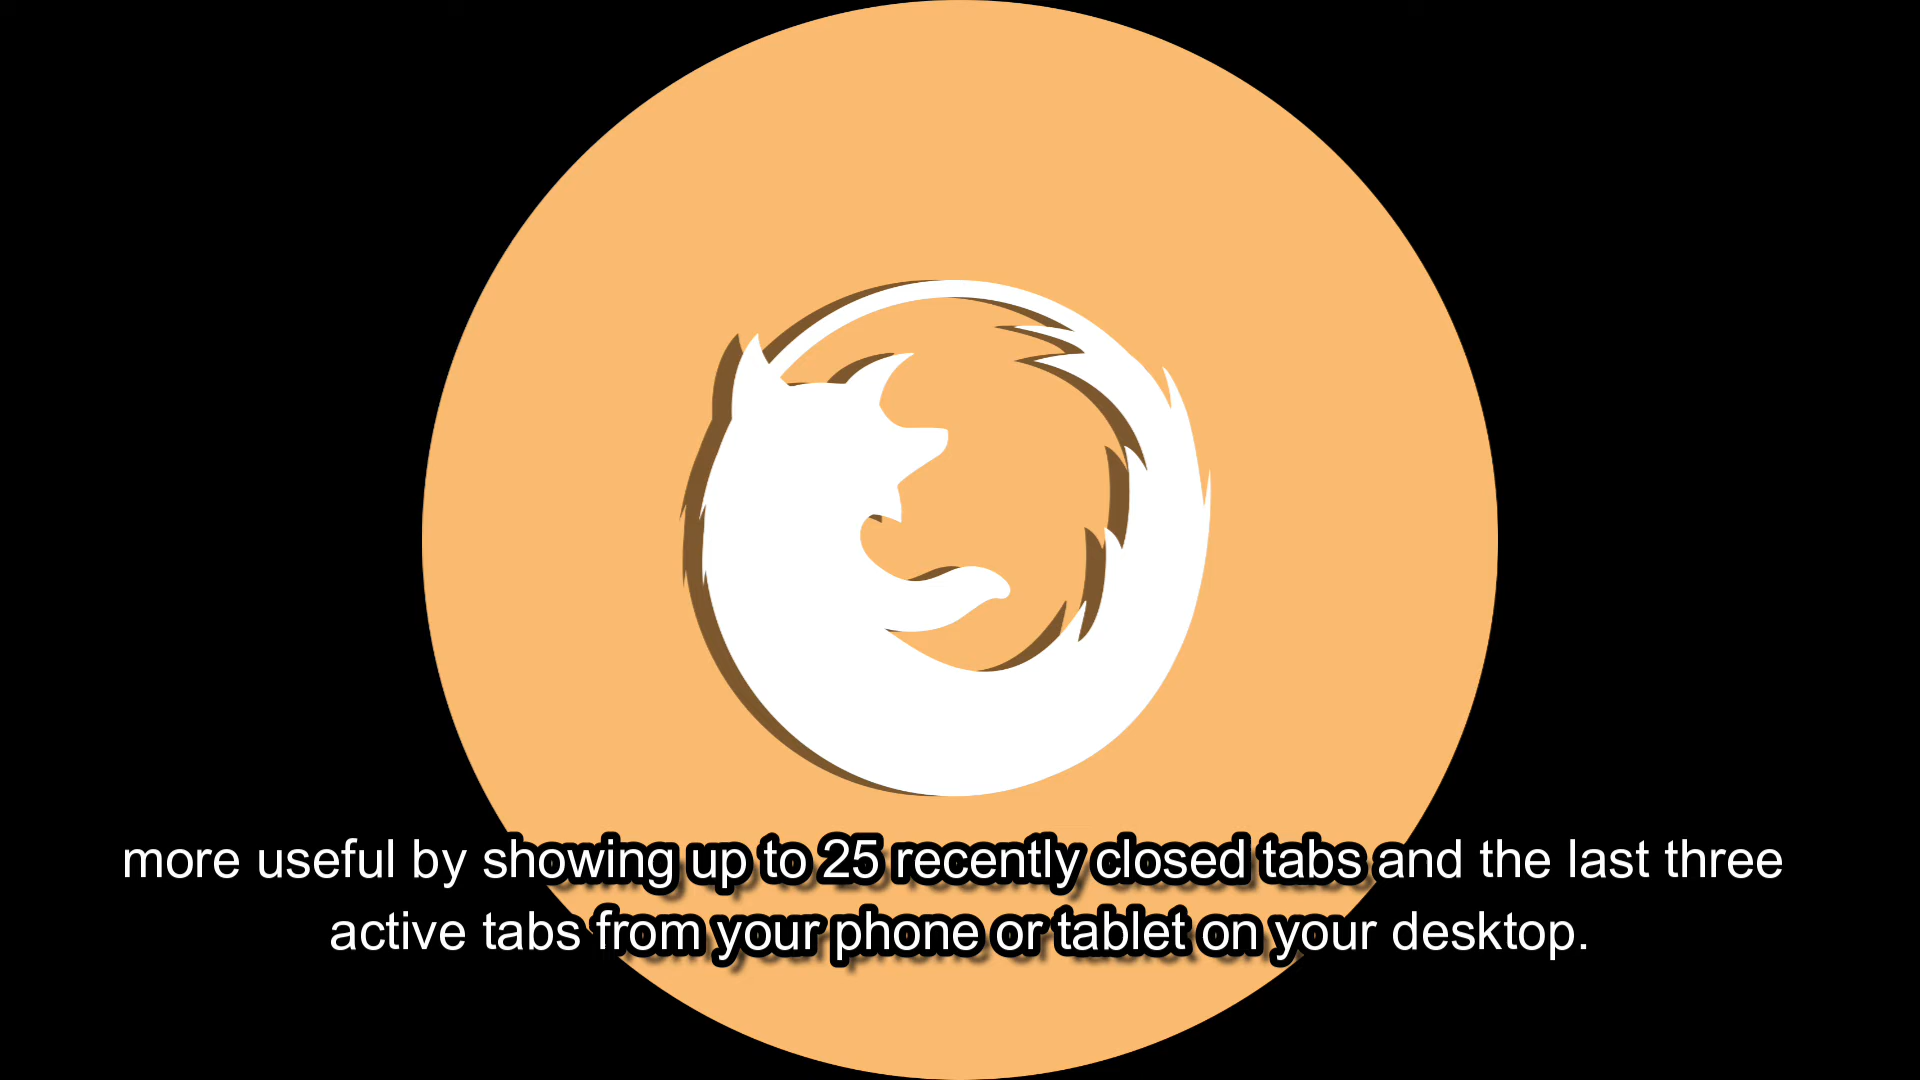 more useful by showing up to 25 recently closed tabs and the last three
active tabs from your phone or tablet on your desktop.